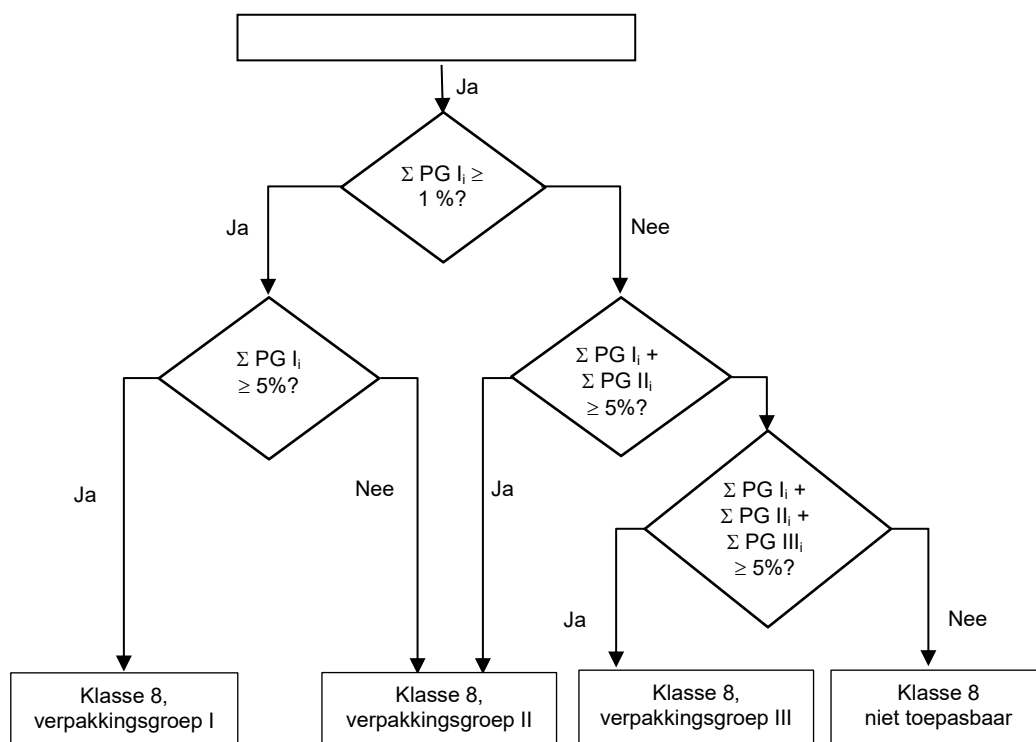 Ja
Σ PG Iᵢ ≥
1 %?
Ja
Nee
Σ PG Iᵢ
≥ 5%?
Σ PG Iᵢ +
Σ PG IIᵢ
≥ 5%?
Ja
Nee
Ja
Σ PG Iᵢ +
Σ PG IIᵢ +
Σ PG IIIᵢ
≥ 5%?
Ja
Nee
Klasse 8,
verpakkingsgroep I
Klasse 8,
verpakkingsgroep II
Klasse 8,
verpakkingsgroep III
Klasse 8
niet toepasbaar